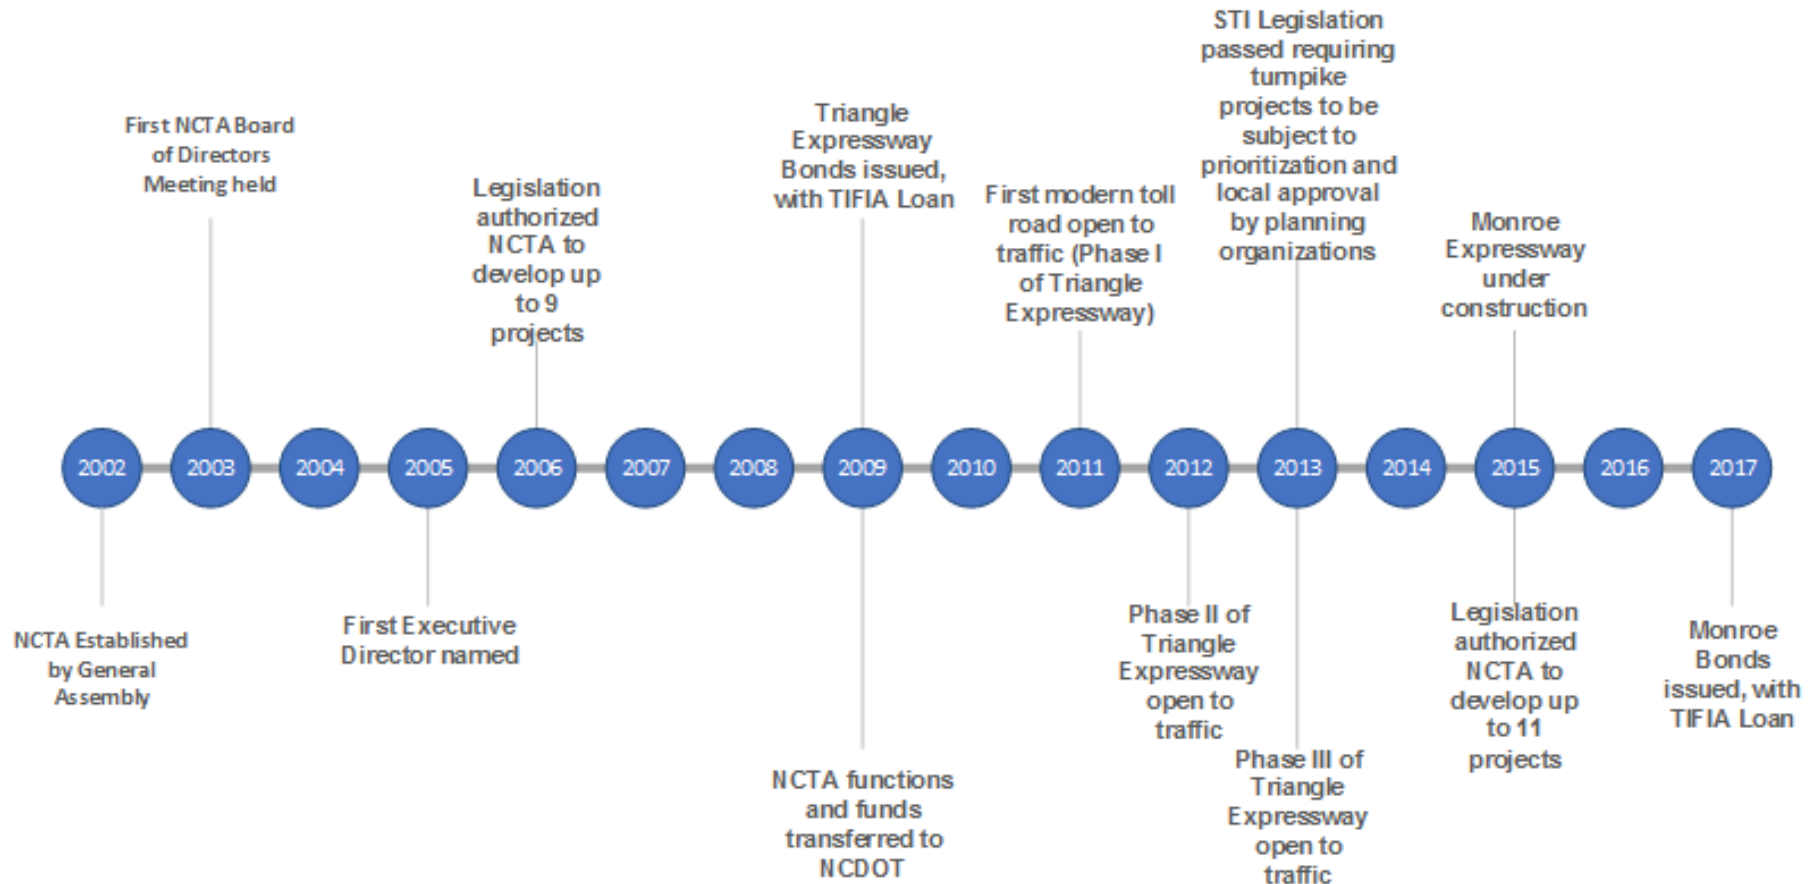 First NCTA Board
of Directors
Meeting held
Legislation
authorized
NCTA to
develop up
to 9
projects
Triangle
Expressway
Bonds issued,
with TIFIA Loan
First modern toll
road open to
traffic (Phase I
of Triangle
Expressway)
STI Legislation
passed requiring
turnpike
projects to be
subject to
prioritization and
local approval
by planning
organizations
Monroe
Expressway
under
construction
2002 2003 2004 2005 2006 2007 2008 2009 2010 2011 2012 2013 2014 2015 2016 2017
NCTA Established
by General
Assembly
First Executive
Director named
NCTA functions
and funds
transferred to
NCDOT
Phase II of
Triangle
Expressway
open to
traffic
Phase III of
Triangle
Expressway
open to
traffic
Legislation
authorized
NCTA to
develop up
to 11
projects
Monroe
Bonds
issued, with
TIFIA Loan